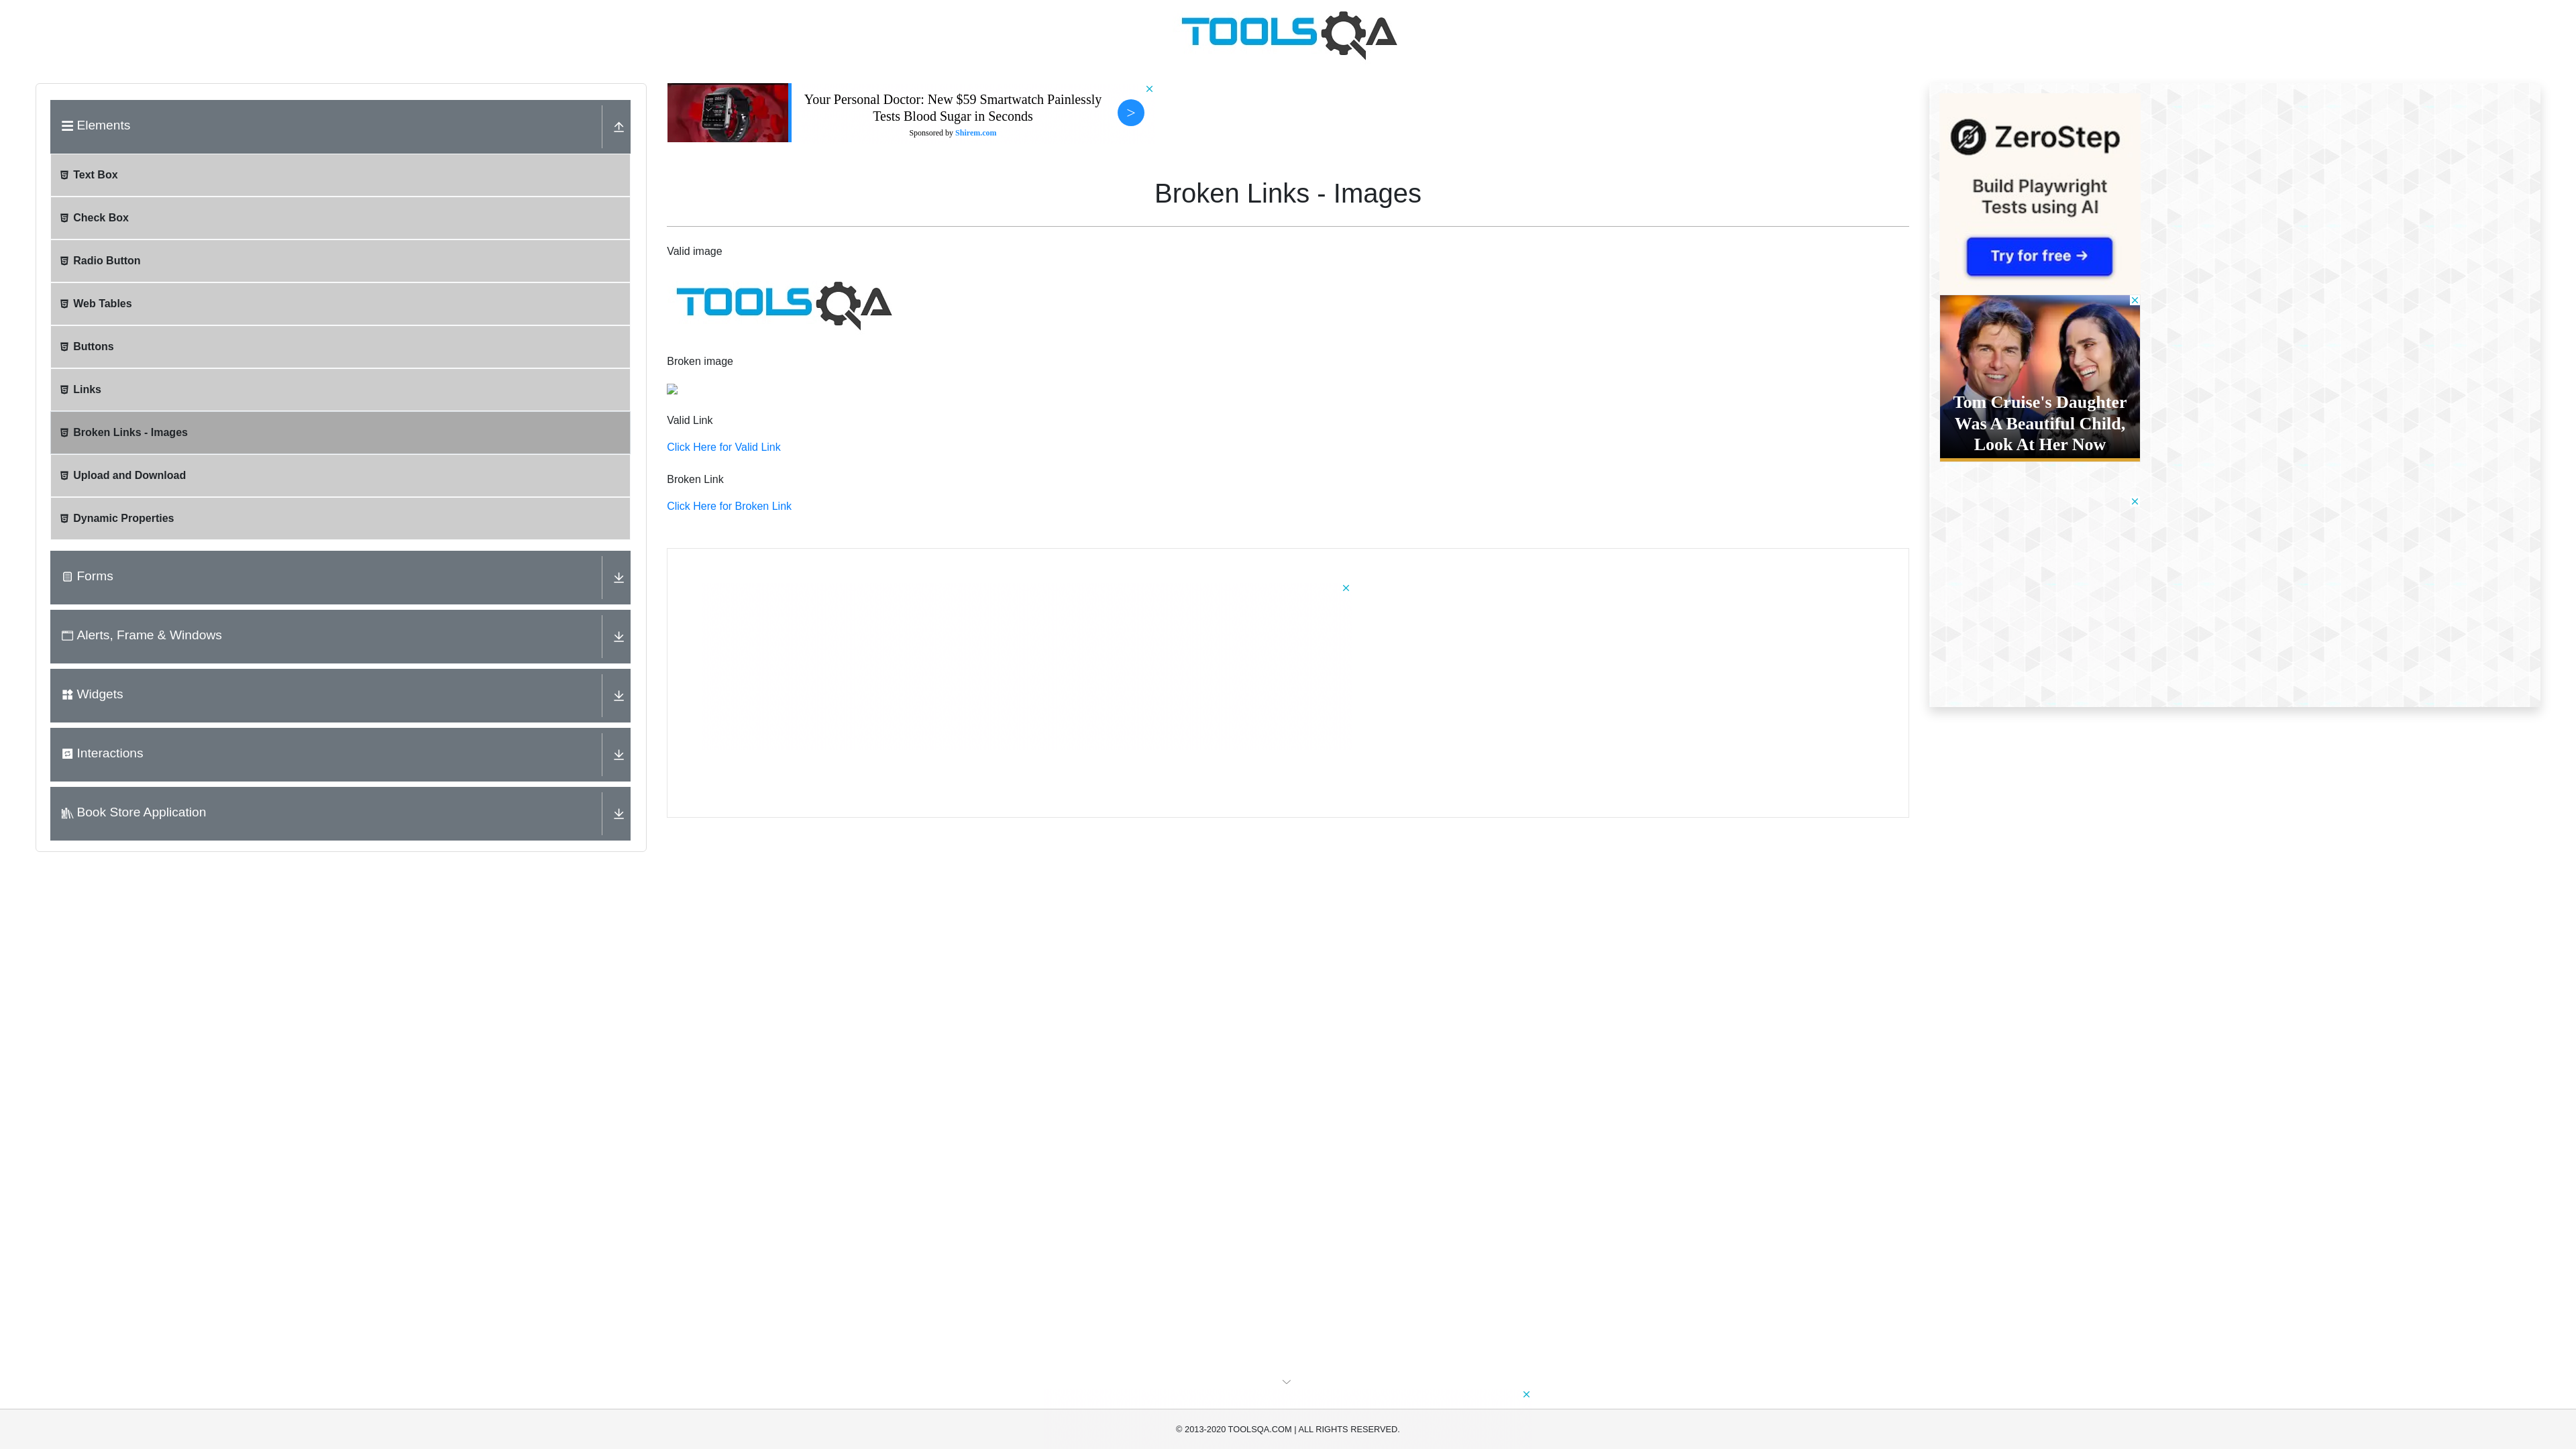 TOOLSQA
Elements
Text Box
Check Box
Radio Button
Web Tables
Buttons
Links
Broken Links - Images
Upload and Download
Dynamic Properties
Forms
Alerts, Frame & Windows
Widgets
Interactions
Book Store Application
Your Personal Doctor: New $59 Smartwatch Painlessly
Tests Blood Sugar in Seconds
Sponsored by Shirem.com
>
Broken Links - Images
Valid image
TOOLSQA
Broken image
Valid Link
Click Here for Valid Link
Broken Link
Click Here for Broken Link
ZeroStep
Build Playwright
Tests using AI
Try for free →
Tom Cruise's Daughter
Was A Beautiful Child,
Look At Her Now
© 2013-2020 TOOLSQA.COM | ALL RIGHTS RESERVED.